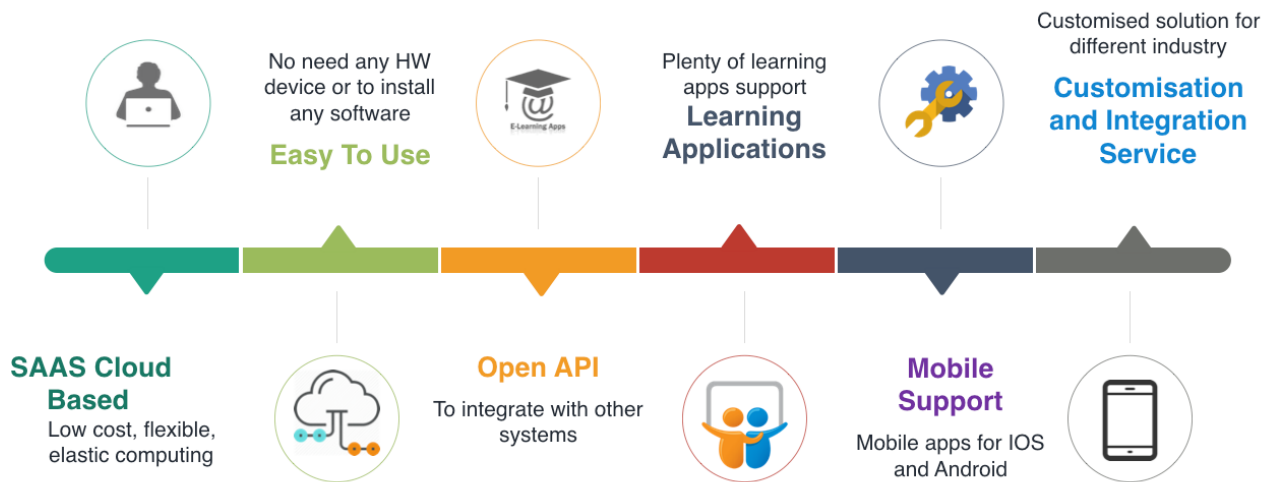 SAAS Cloud
Based
Low cost, flexible,
elastic computing
No need any HW
device or to install
any software
Easy To Use
E-Learning Apps
Open API
To integrate with other
systems
Plenty of learning
apps support
Learning
Applications
Mobile
Support
Mobile apps for IOS
and Android
Customised solution for
different industry
Customisation
and Integration
Service